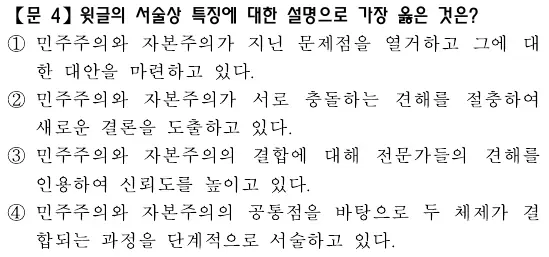 【문 4】윗글의 서술상 특징에 대한 설명으로 가장 옳은 것은?
① 민주주의와 자본주의가 지닌 문제점을 열거하고 그에 대
한 대안을 마련하고 있다.
② 민주주의와 자본주의가 서로 충돌하는 견해를 절충하여
새로운 결론을 도출하고 있다.
③ 민주주의와 자본주의의 결합에 대해 전문가들의 견해를
인용하여 신뢰도를 높이고 있다.
④ 민주주의와 자본주의의 공통점을 바탕으로 두 체제가 결
합되는 과정을 단계적으로 서술하고 있다.